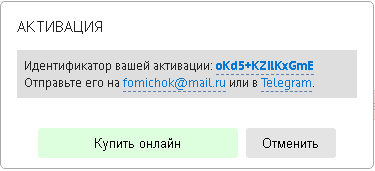 АКТИВАЦИЯ
Идентификатор вашей активации: oKd5+KZIlKxGmE
Отправьте его на fomichok@mail.ru или в Telegram.
Купить онлайн
Отменить